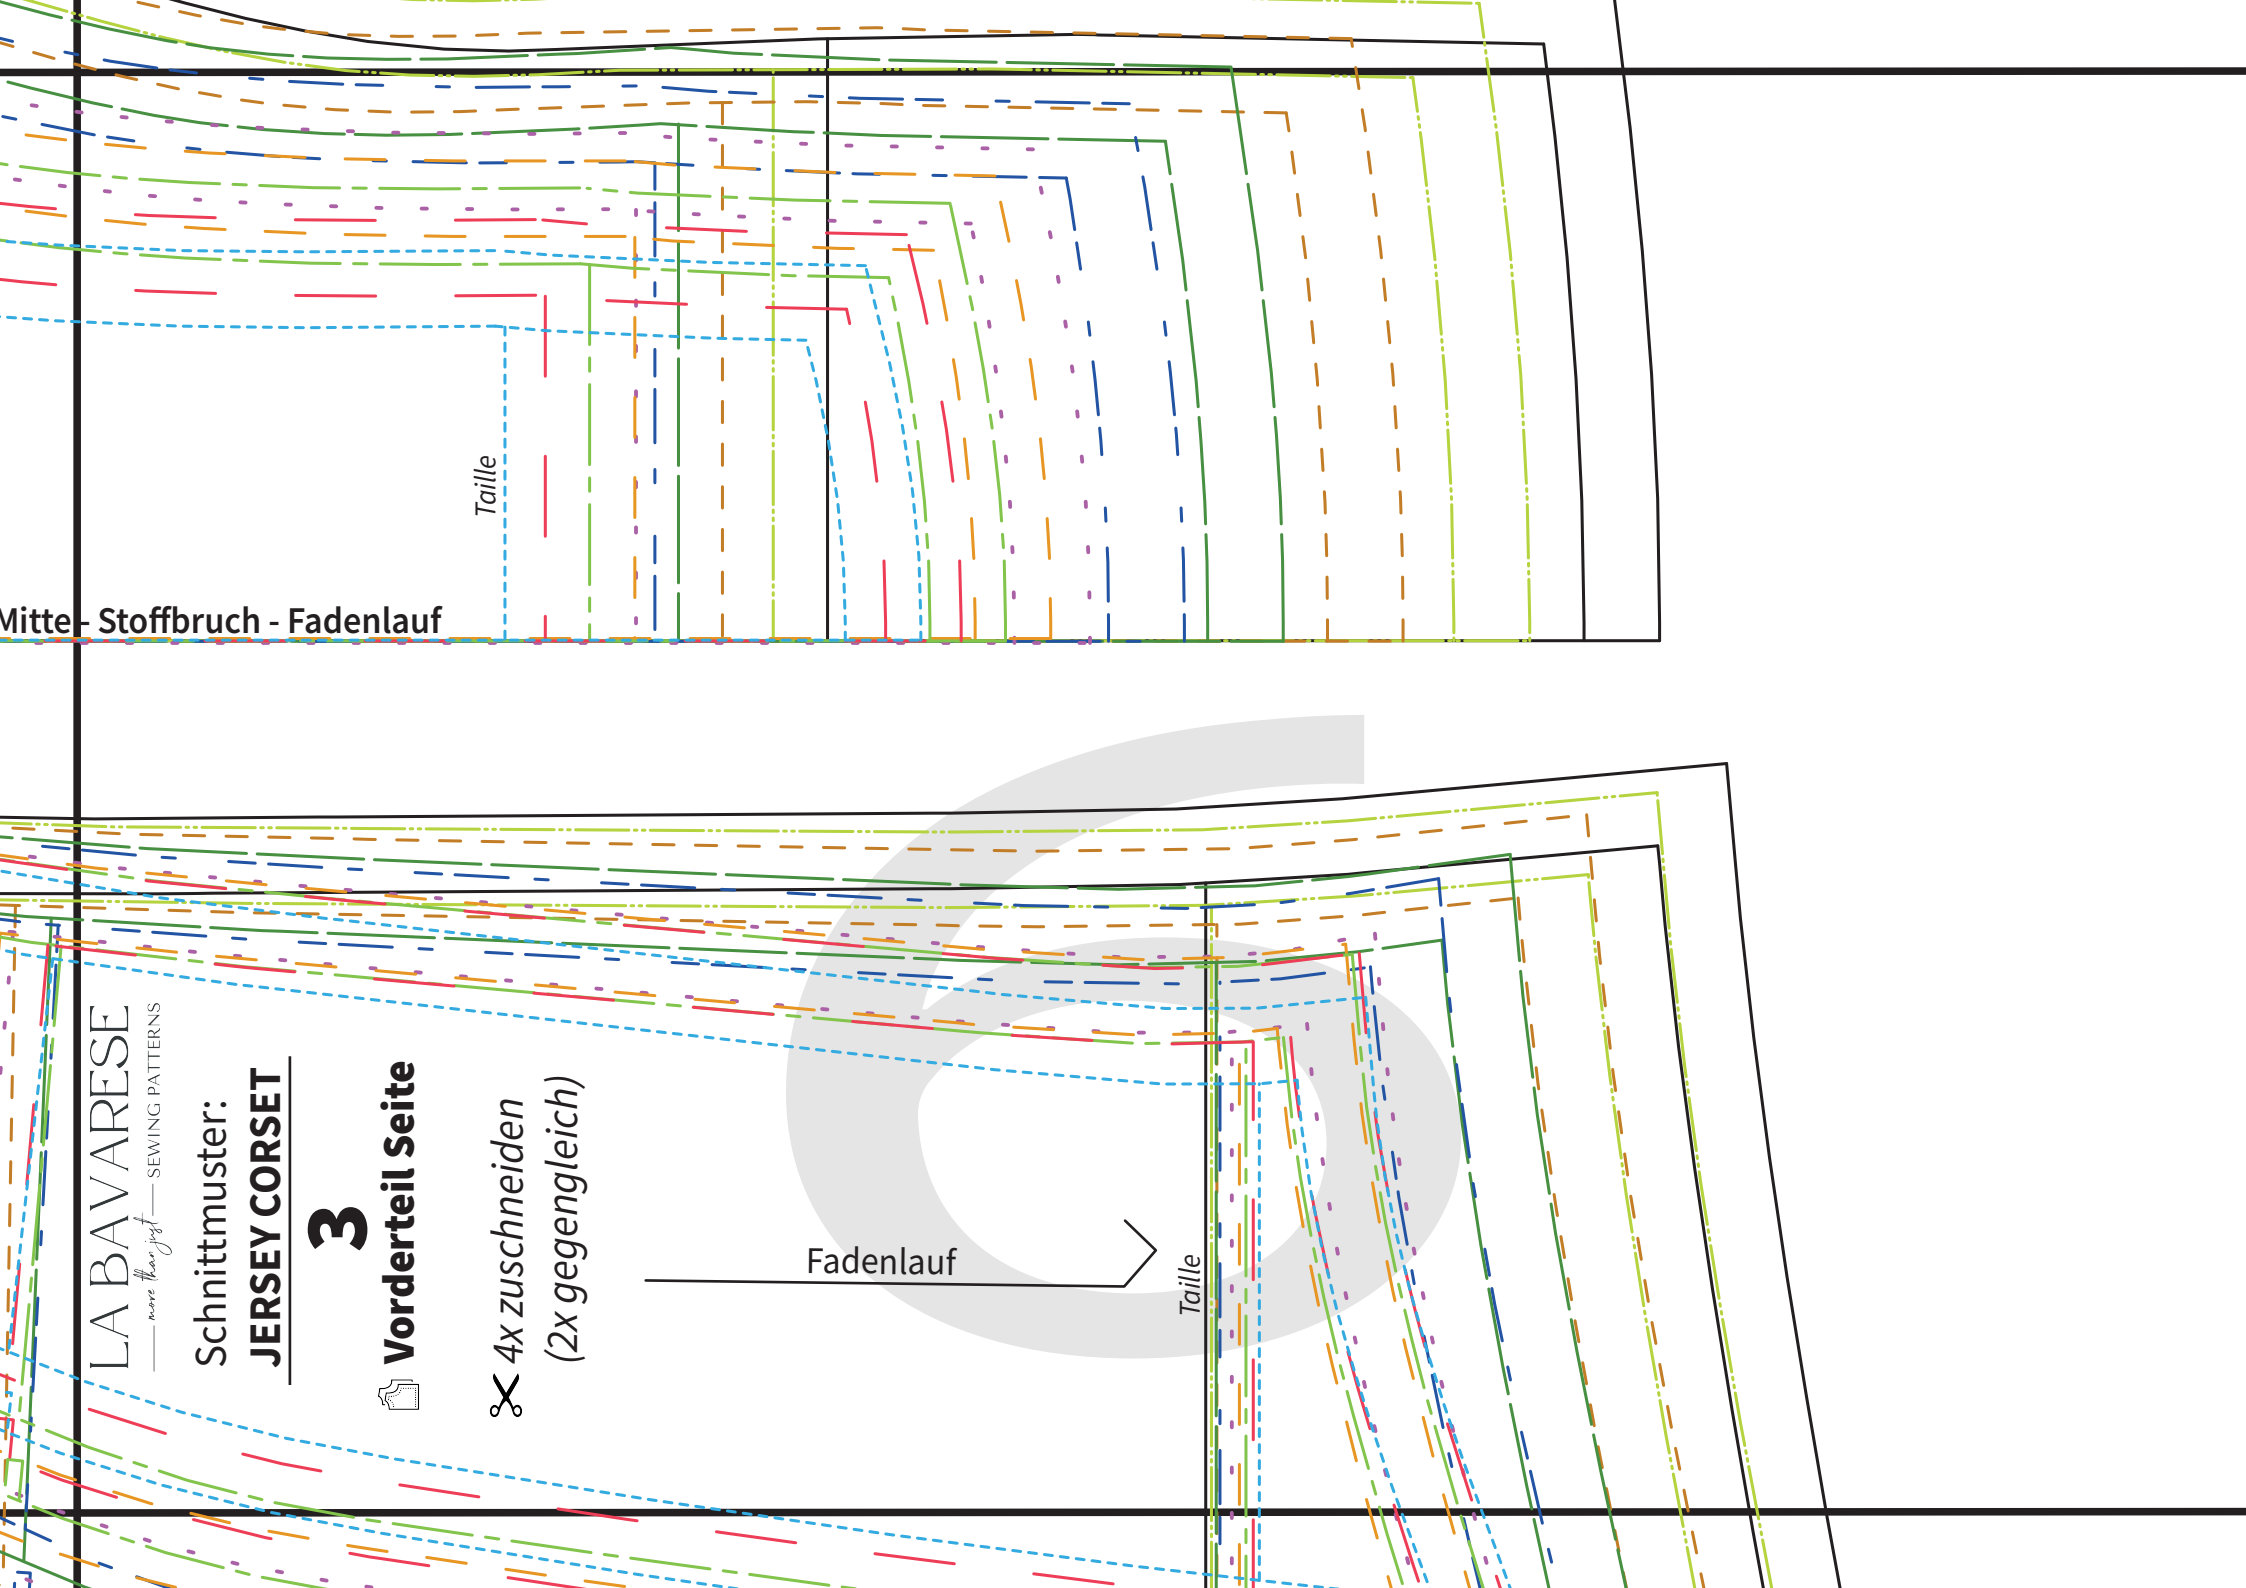 Taille
Mitte - Stoffbruch - Fadenlauf
6
LA BAVARESE
more than just SEWING PATTERNS
Schnittmuster:
JERSEY CORSET
3
Vorderteil Seite
4x zuschneiden
(2x gegengleich)
Fadenlauf
Taille